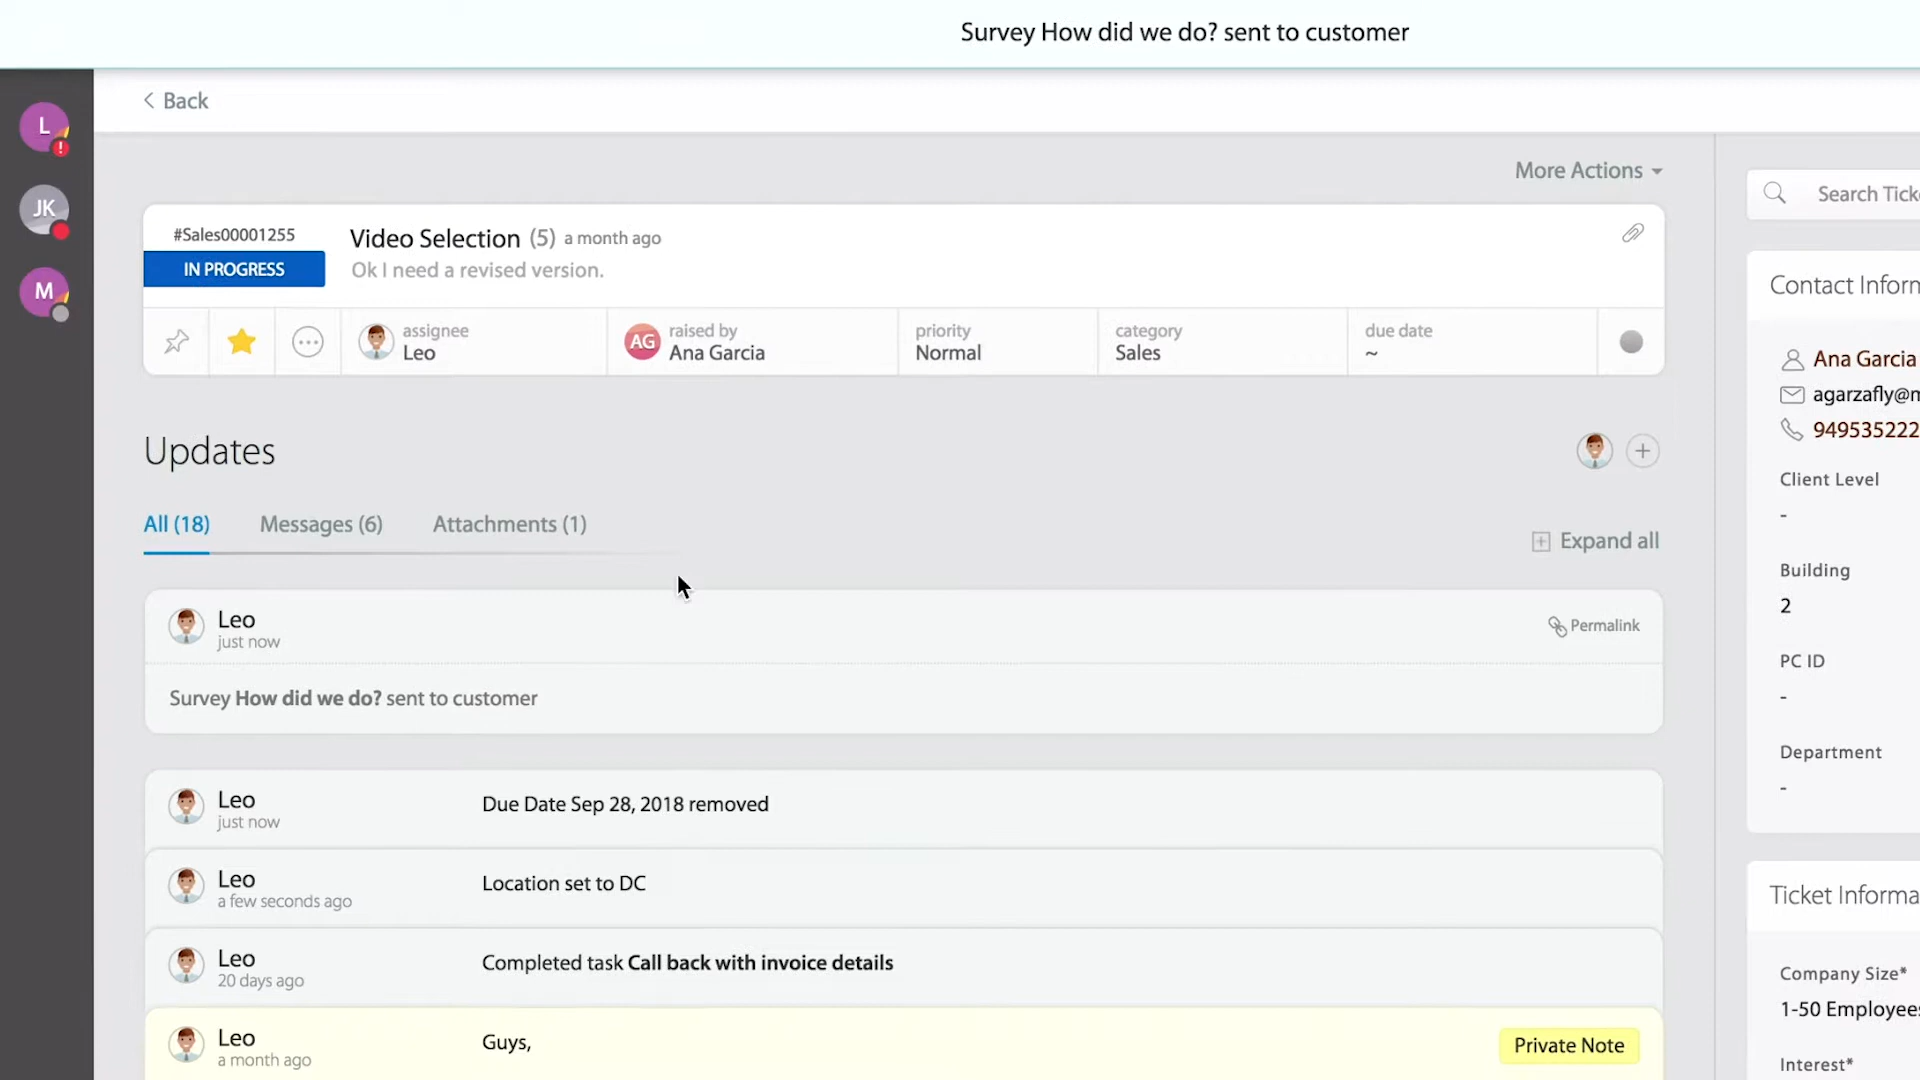 Survey How did we do? sent to customer
L
!
JK
M
Back
More Actions
#Sales00001255
IN PROGRESS
Video Selection (5) a month ago
Ok I need a revised version.
assignee
Leo
AG
raised by
Ana Garcia
priority
Normal
category
Sales
due date
~
Updates
All (18)
Messages (6)
Attachments (1)
Expand all
Leo
just now
Permalink
Survey How did we do? sent to customer
Leo
just now
Due Date Sep 28, 2018 removed
Leo
a few seconds ago
Location set to DC
Leo
20 days ago
Completed task Call back with invoice details
Leo
a month ago
Guys,
Private Note
Search Ticke
Contact Inform
Ana Garcia
agarzafly@m
949535222
Client Level
-
Building
2
PC ID
-
Department
-
Ticket Informa
Company Size*
1-50 Employees
Interest*